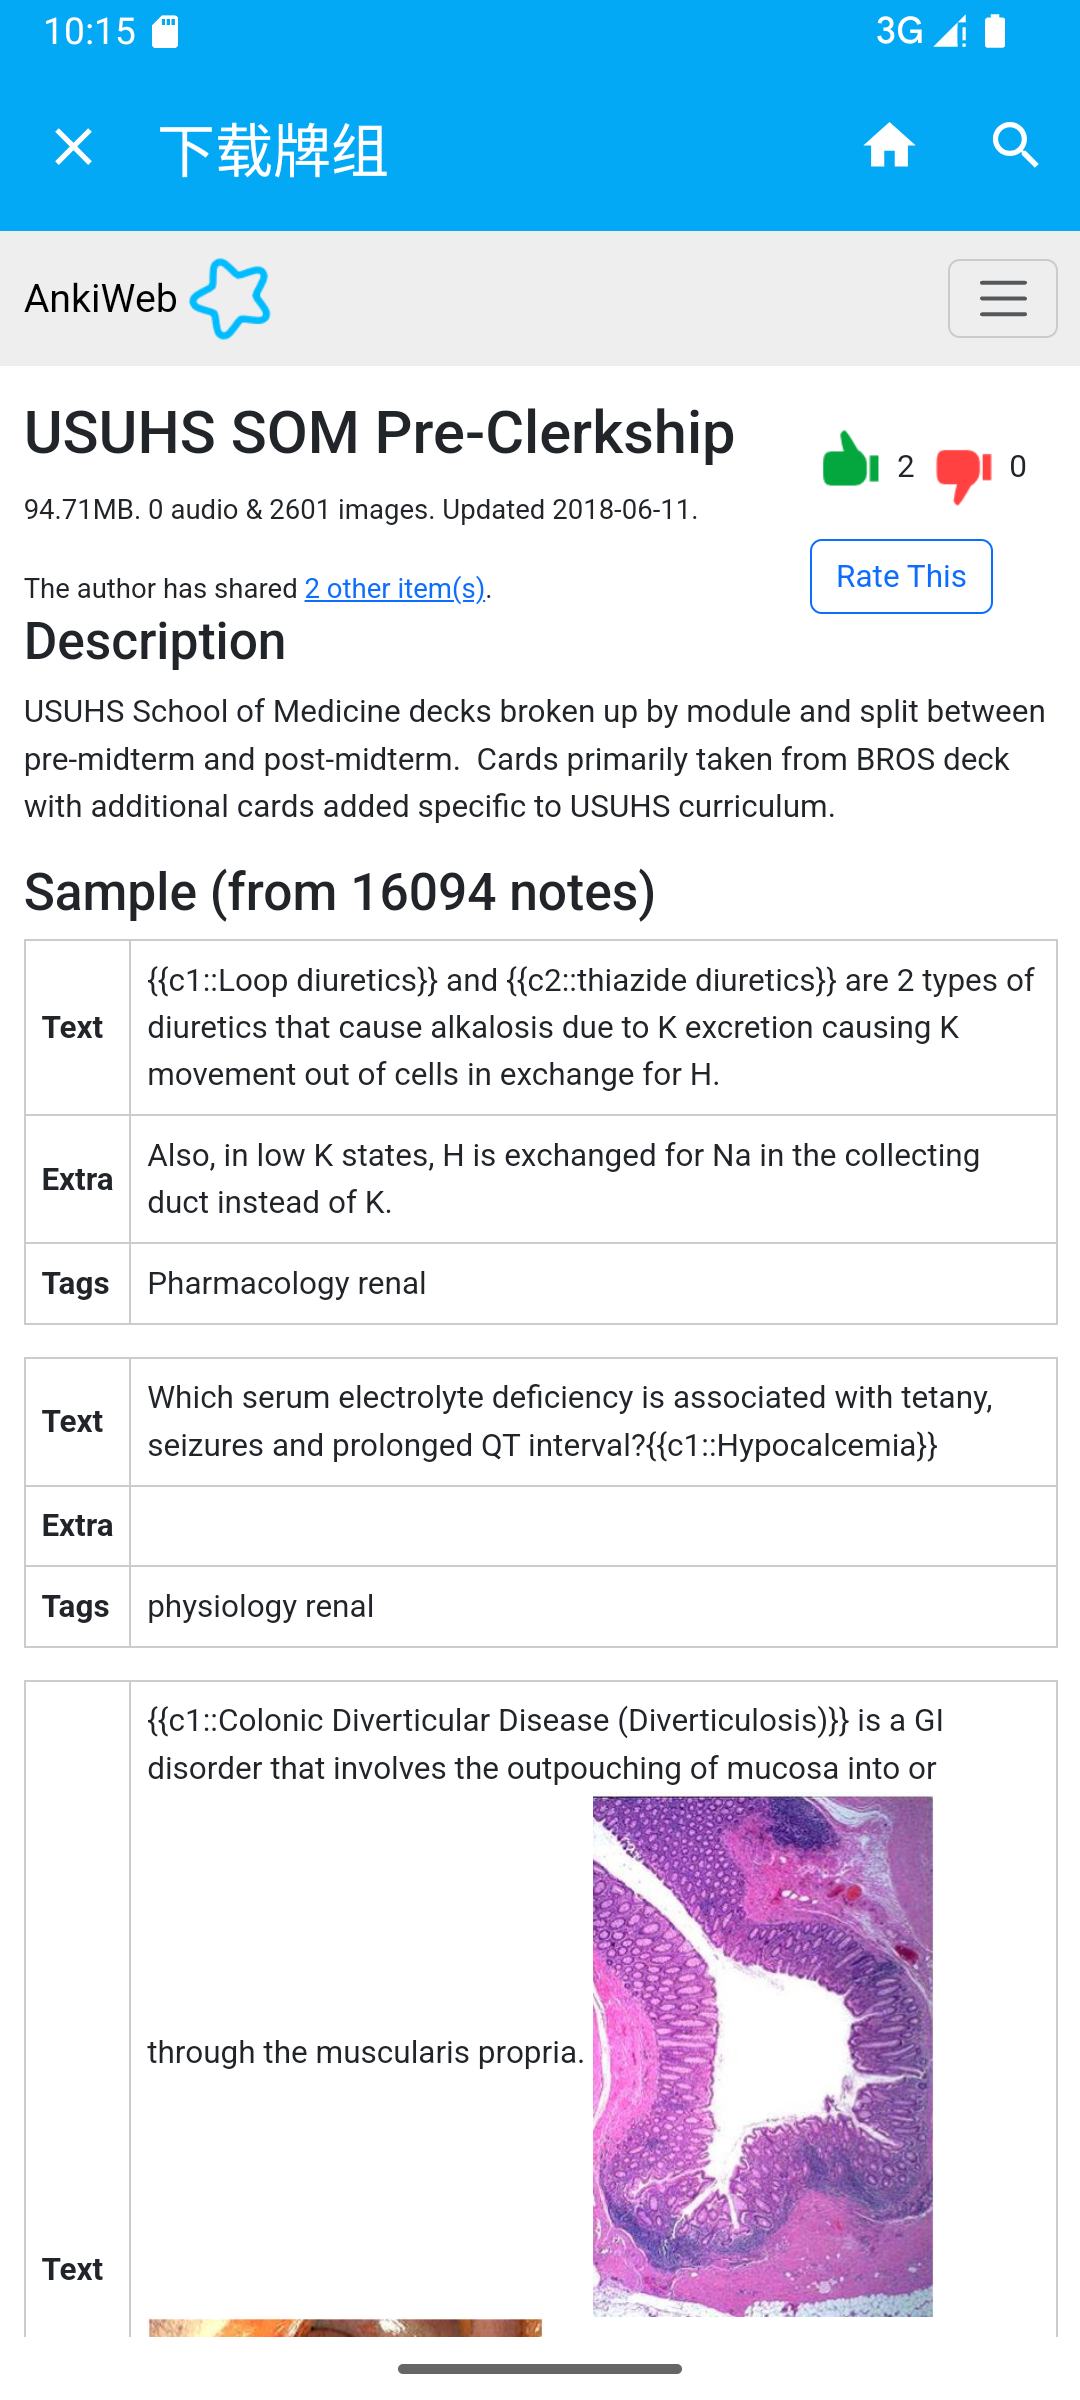 10:15
3G
下载牌组
AnkiWeb
USUHS SOM Pre-Clerkship
2
0
94.71MB. 0 audio & 2601 images. Updated 2018-06-11.
Rate This
The author has shared 2 other item(s).
Description
USUHS School of Medicine decks broken up by module and split between
pre-midterm and post-midterm.  Cards primarily taken from BROS deck
with additional cards added specific to USUHS curriculum.
Sample (from 16094 notes)
Text
{{c1::Loop diuretics}} and {{c2::thiazide diuretics}} are 2 types of
diuretics that cause alkalosis due to K excretion causing K
movement out of cells in exchange for H.
Extra
Also, in low K states, H is exchanged for Na in the collecting
duct instead of K.
Tags
Pharmacology renal
Text
Which serum electrolyte deficiency is associated with tetany,
seizures and prolonged QT interval?{{c1::Hypocalcemia}}
Extra
Tags
physiology renal
Text
{{c1::Colonic Diverticular Disease (Diverticulosis)}} is a GI
disorder that involves the outpouching of mucosa into or
through the muscularis propria.